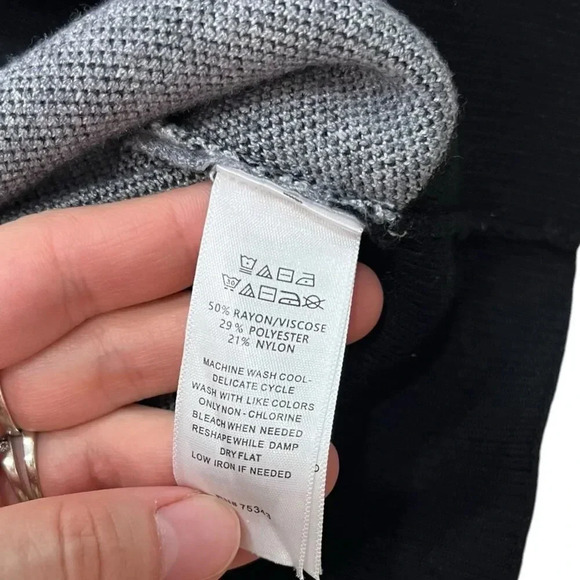 30
50% RAYON/VISCOSE
29% POLYESTER
21% NYLON
MACHINE WASH COOL-
DELICATE CYCLE
WASH WITH LIKE COLORS
ONLY NON - CHLORINE
BLEACH WHEN NEEDED
RESHAPE WHILE DAMP
DRY FLAT
LOW IRON IF NEEDED